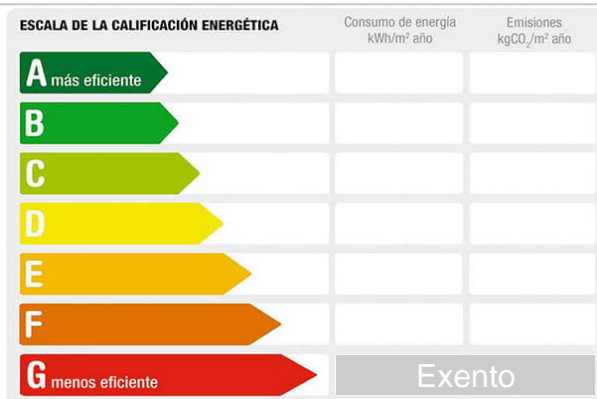 ESCALA DE LA CALIFICACIÓN ENERGÉTICA
Consumo de energía
kWh/m² año
Emisiones
kgCO₂/m² año
A más eficiente
B
C
D
E
F
G menos eficiente
Exento